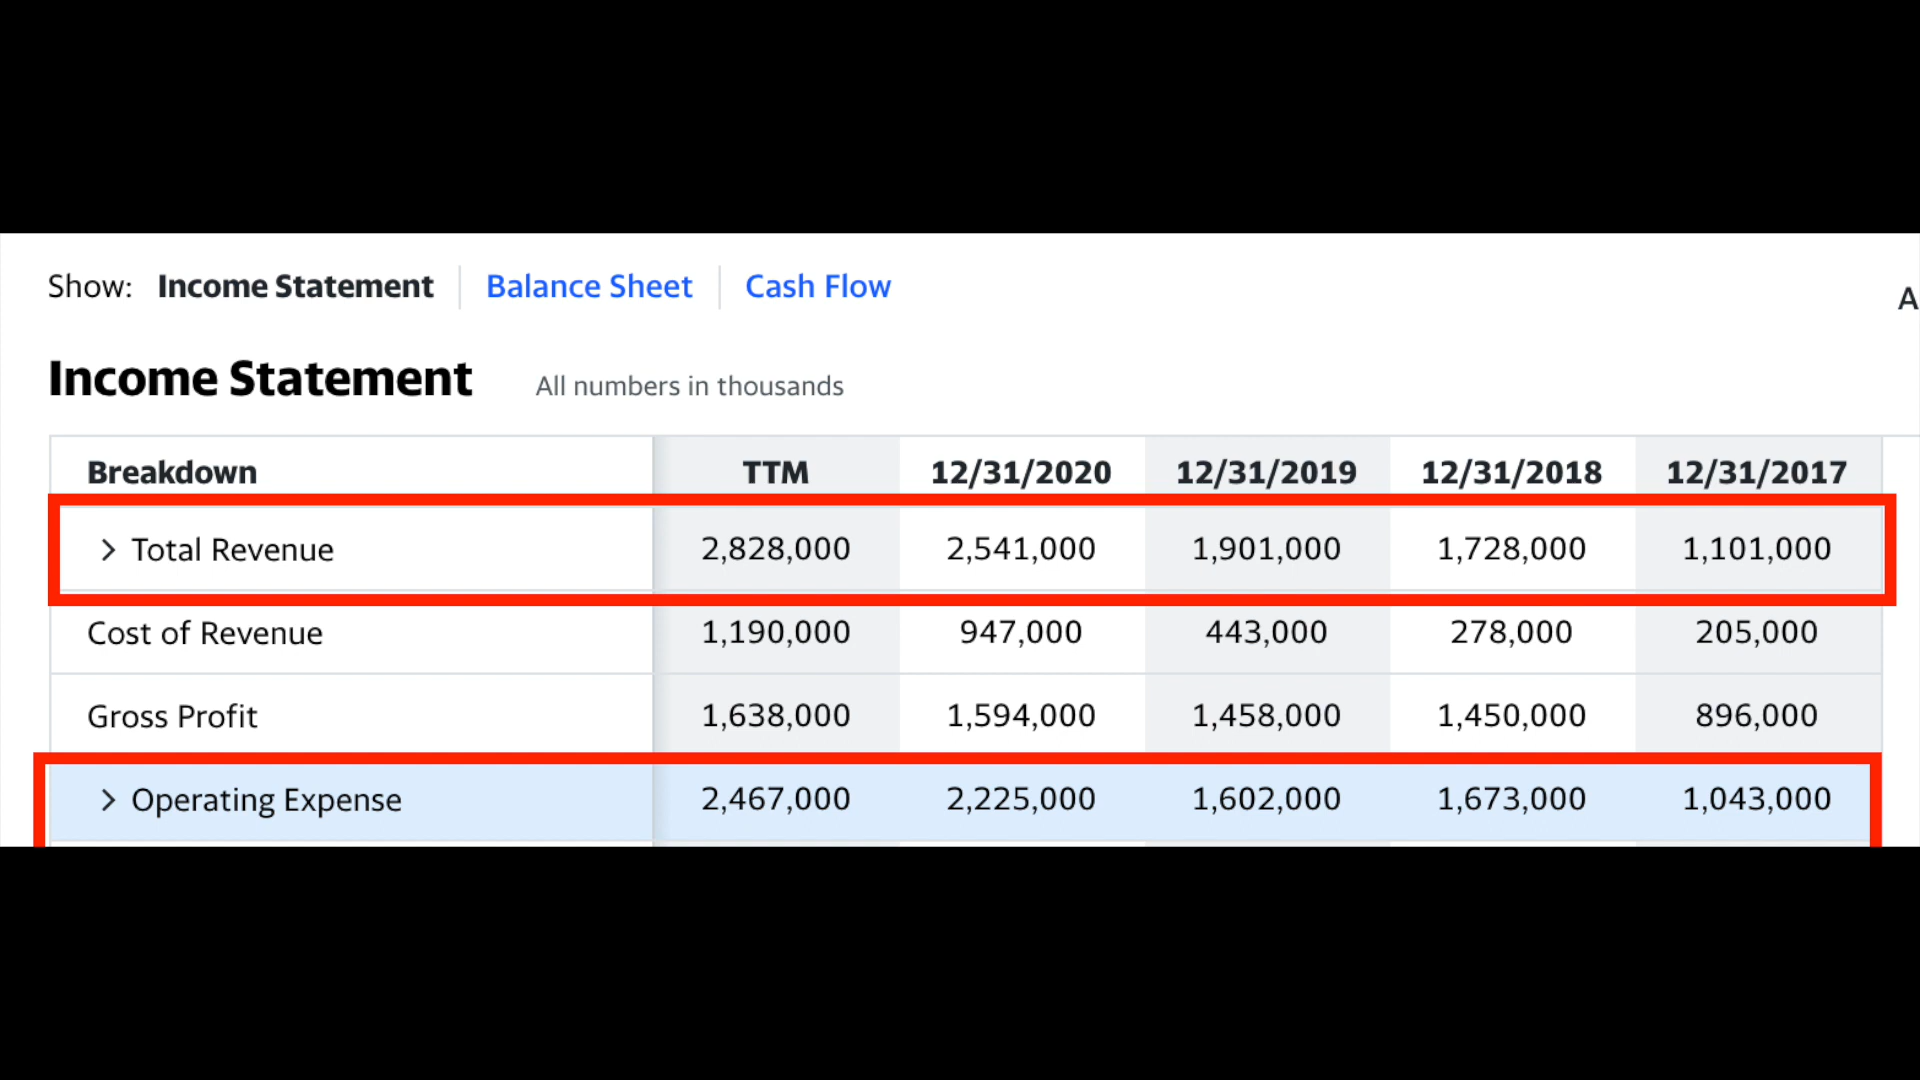 Show: Income Statement Balance Sheet Cash Flow A
Income Statement All numbers in thousands
Breakdown TTM 12/31/2020 12/31/2019 12/31/2018 12/31/2017
> Total Revenue 2,828,000 2,541,000 1,901,000 1,728,000 1,101,000
Cost of Revenue 1,190,000 947,000 443,000 278,000 205,000
Gross Profit 1,638,000 1,594,000 1,458,000 1,450,000 896,000
> Operating Expense 2,467,000 2,225,000 1,602,000 1,673,000 1,043,000